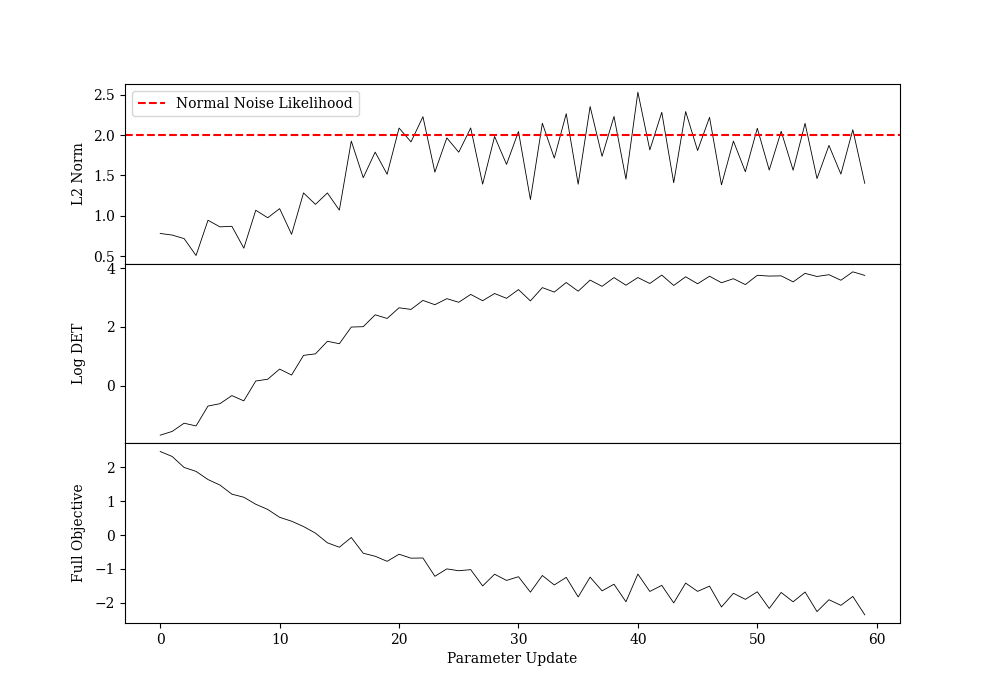 2.5
Normal Noise Likelihood
2.0
L2 Norm
1.5
1.0
0.5
4
2
Log DET
0
2
1
Full Objective
0
−1
−2
0 10 20 30 40 50 60
Parameter Update